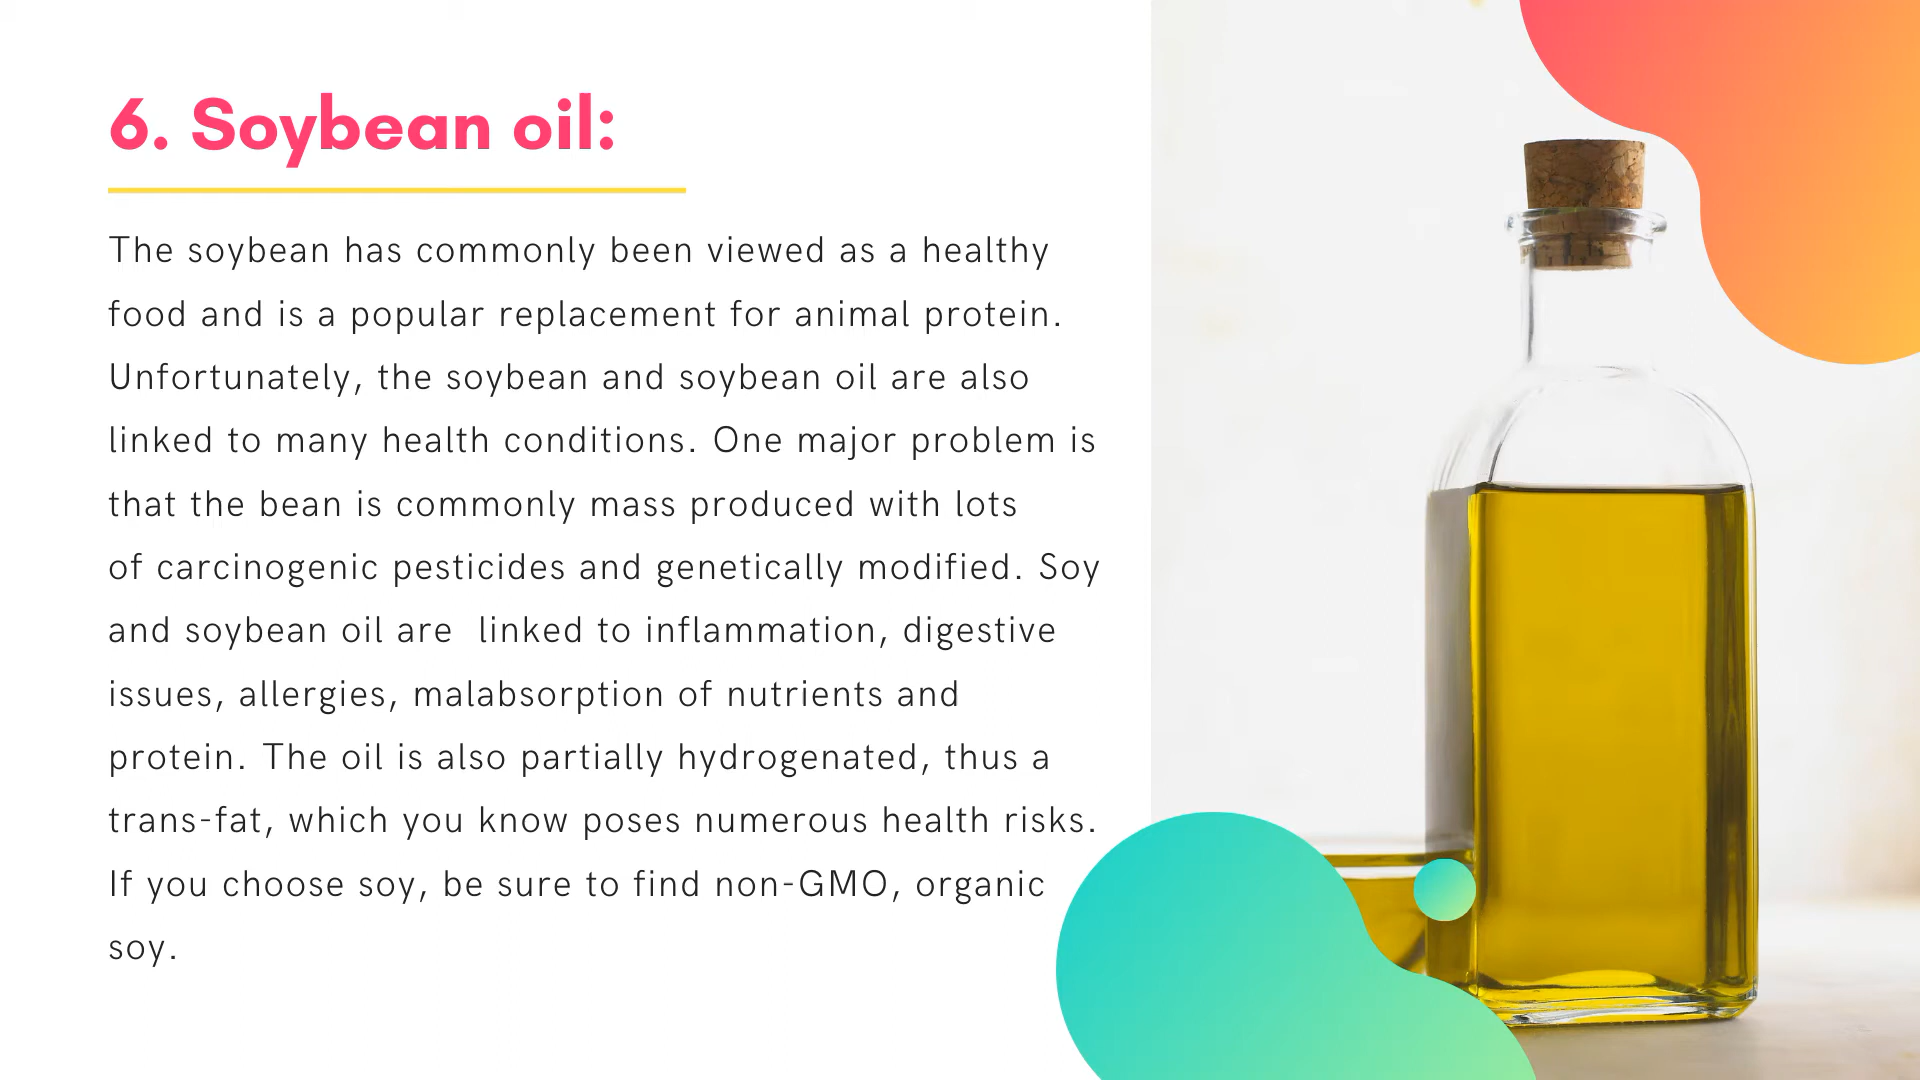 6. Soybean oil:
The soybean has commonly been viewed as a healthy
food and is a popular replacement for animal protein.
Unfortunately, the soybean and soybean oil are also
linked to many health conditions. One major problem is
that the bean is commonly mass produced with lots
of carcinogenic pesticides and genetically modified. Soy
and soybean oil are  linked to inflammation, digestive
issues, allergies, malabsorption of nutrients and
protein. The oil is also partially hydrogenated, thus a
trans-fat, which you know poses numerous health risks.
If you choose soy, be sure to find non-GMO, organic
soy.